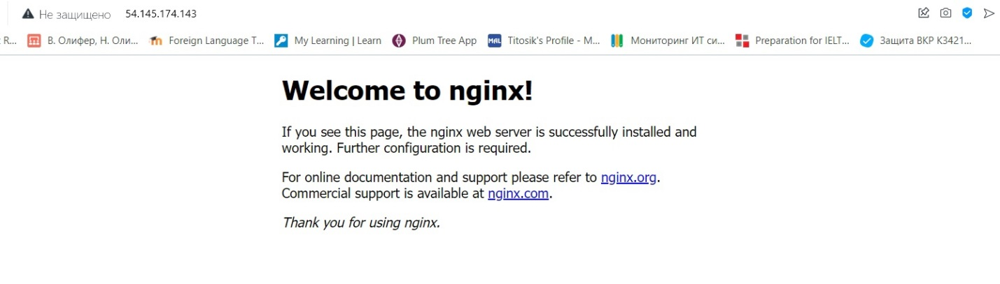 Не защищено 54.145.174.143
R... В. Олифер, Н. Оли... Foreign Language T... My Learning | Learn Plum Tree App MAL Titosik's Profile - M... Мониторинг ИТ си... Preparation for IELT... Защита ВКР К3421...
Welcome to nginx!
If you see this page, the nginx web server is successfully installed and
working. Further configuration is required.
For online documentation and support please refer to nginx.org.
Commercial support is available at nginx.com.
Thank you for using nginx.